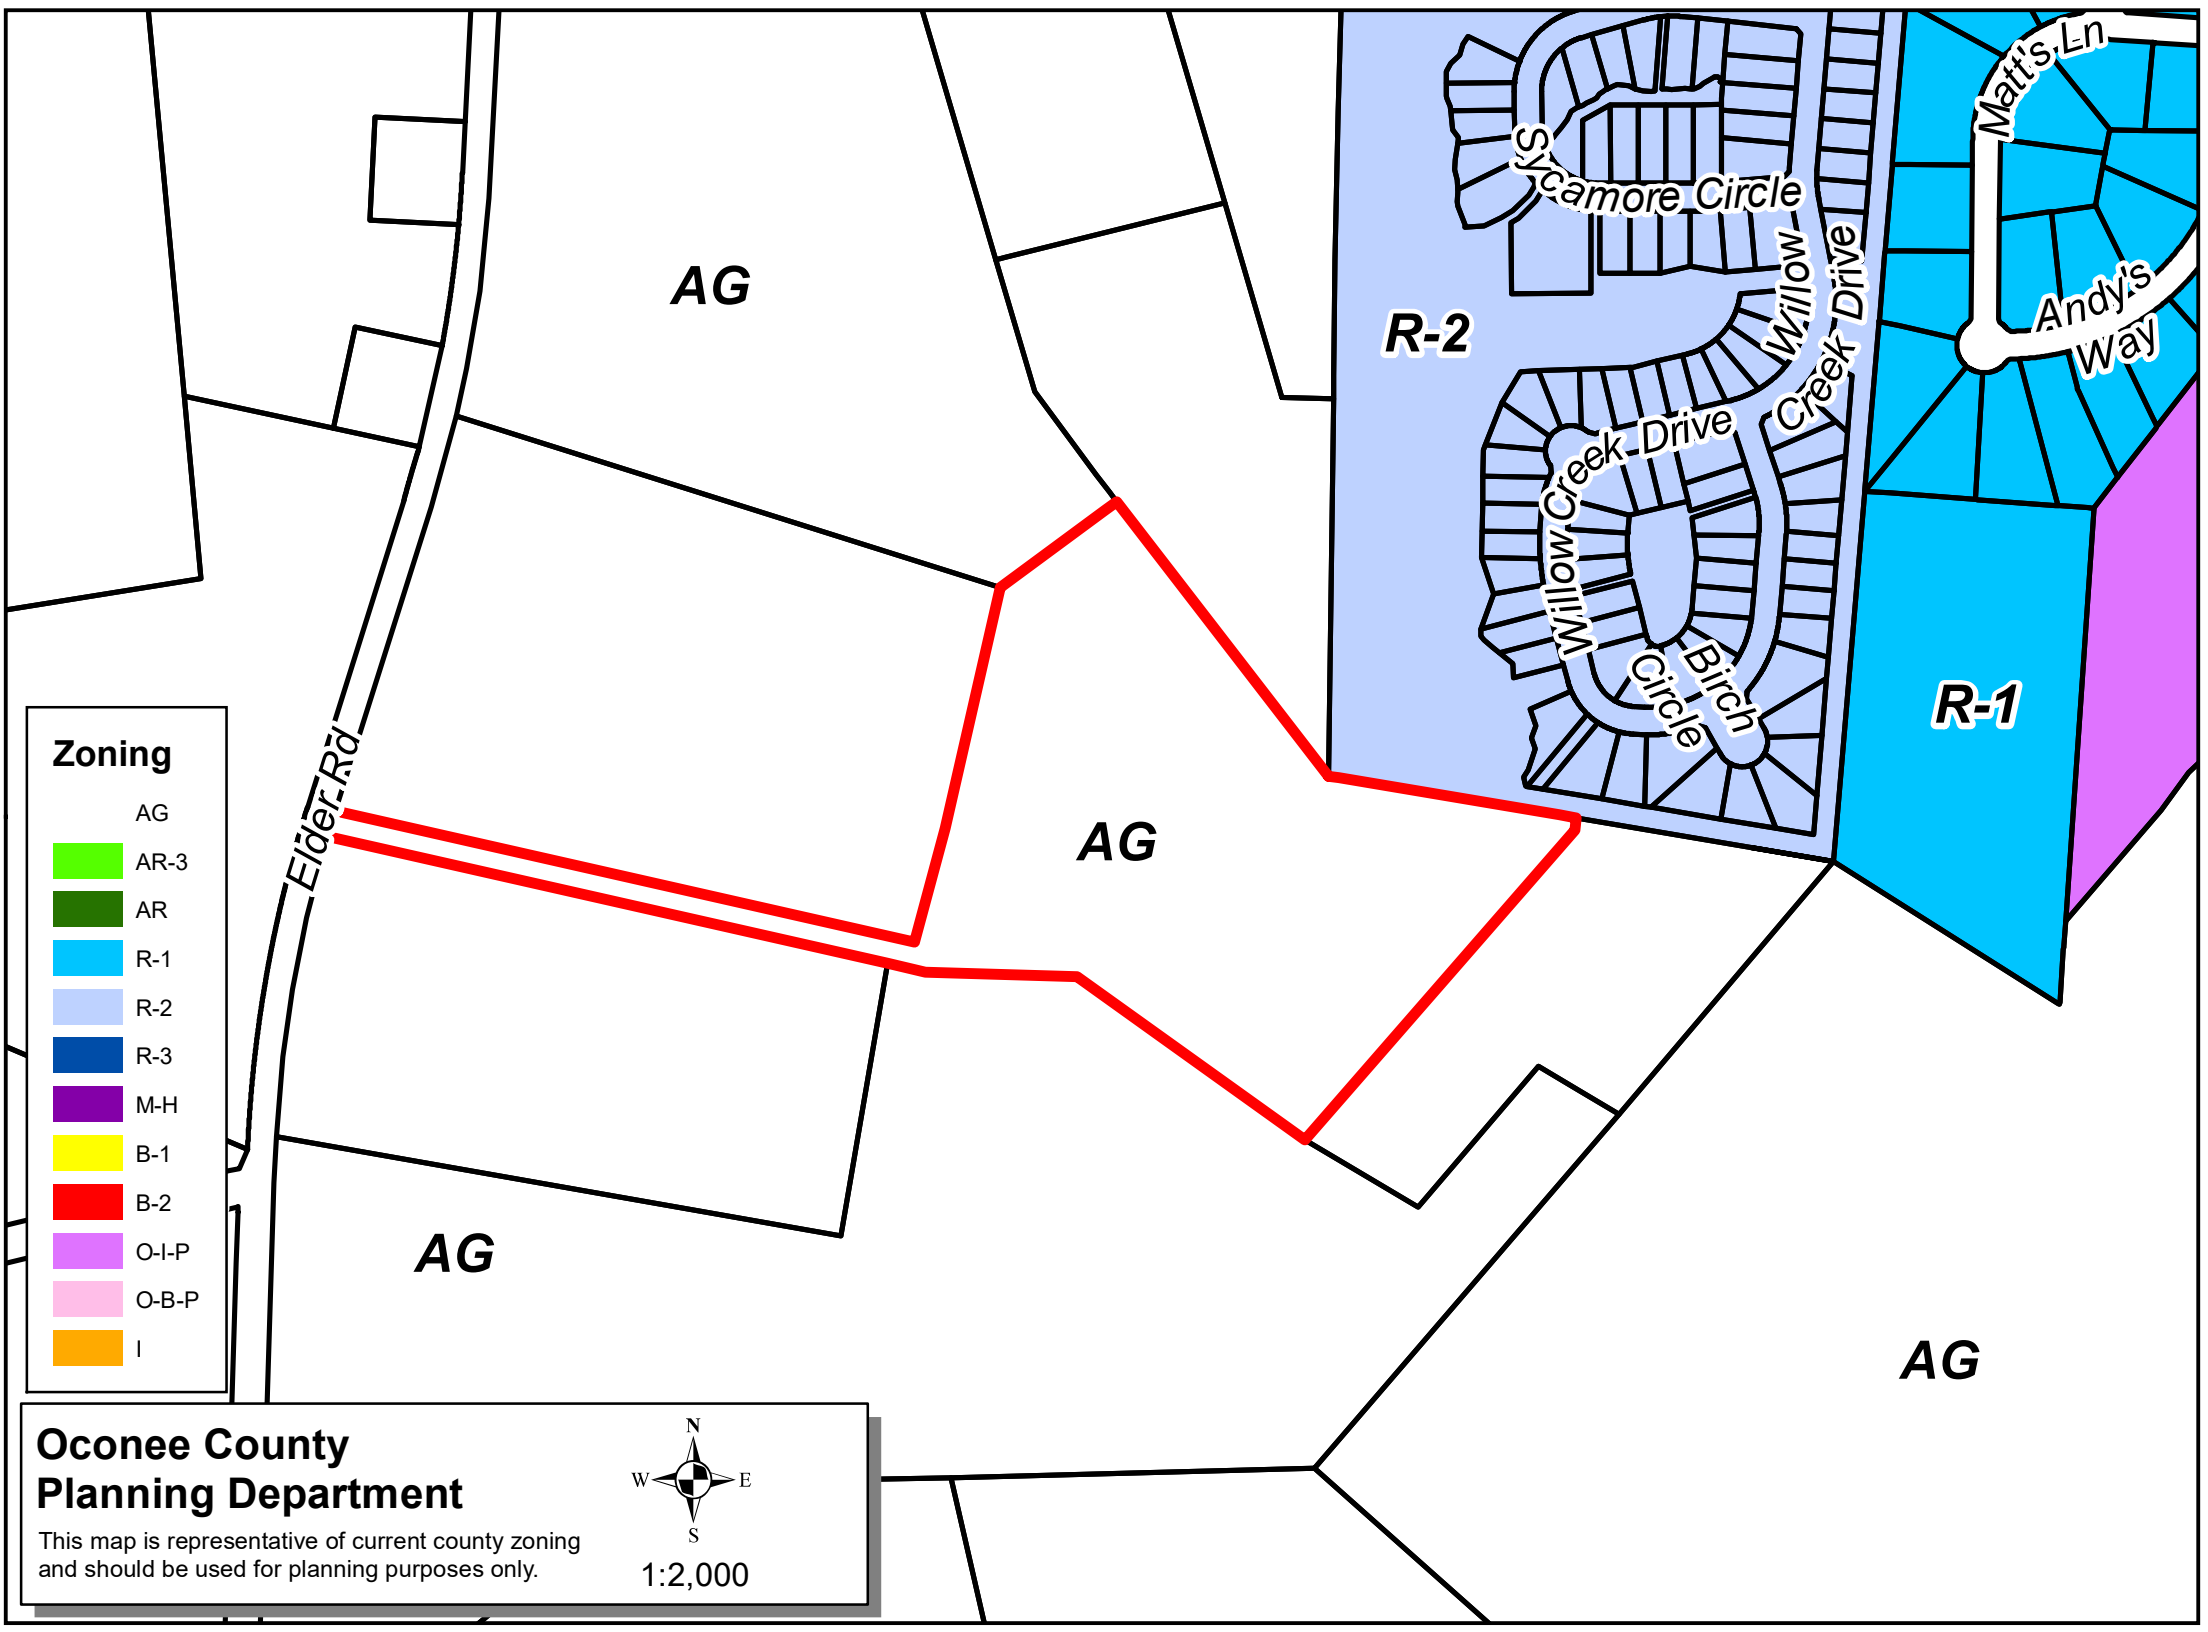 Matt's Ln
Sycamore Circle
Willow
Creek Drive
Andy's
Way
AG
R-2
Willow Creek Drive
Birch
Circle
R-1
Elder Rd
AG
AG
AG
Zoning
AG
AR-3
AR
R-1
R-2
R-3
M-H
B-1
B-2
O-I-P
O-B-P
I
Oconee County
Planning Department
This map is representative of current county zoning
and should be used for planning purposes only.
N
W E
S
1:2,000